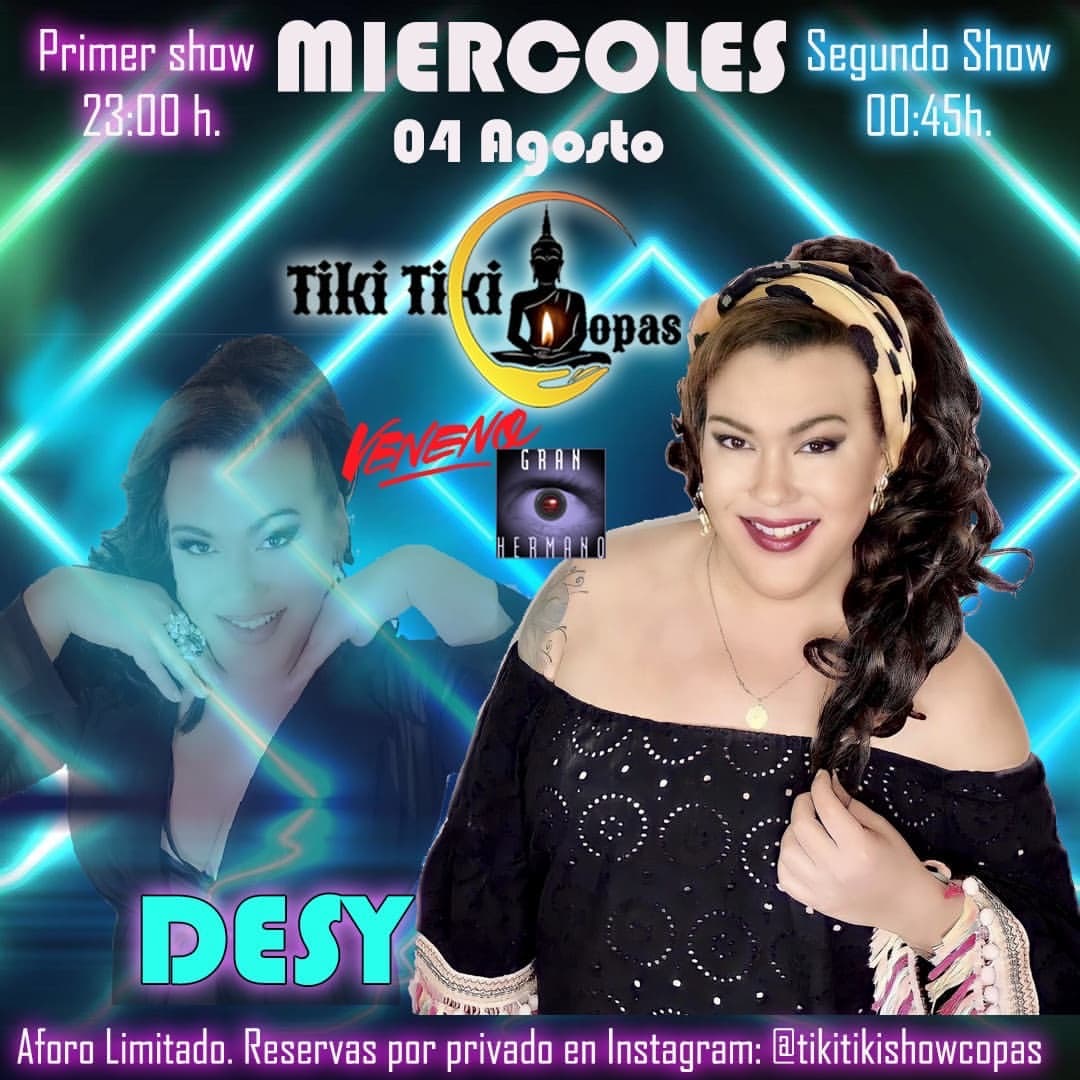 Primer show
23:00 h.
MIERCOLES
04 Agosto
Segundo Show
00:45h.
Tiki Tiki
Copas
VENENO
GRAN
HERMANO
DESY
Aforo Limitado. Reservas por privado en Instagram: @tikitikishowcopas